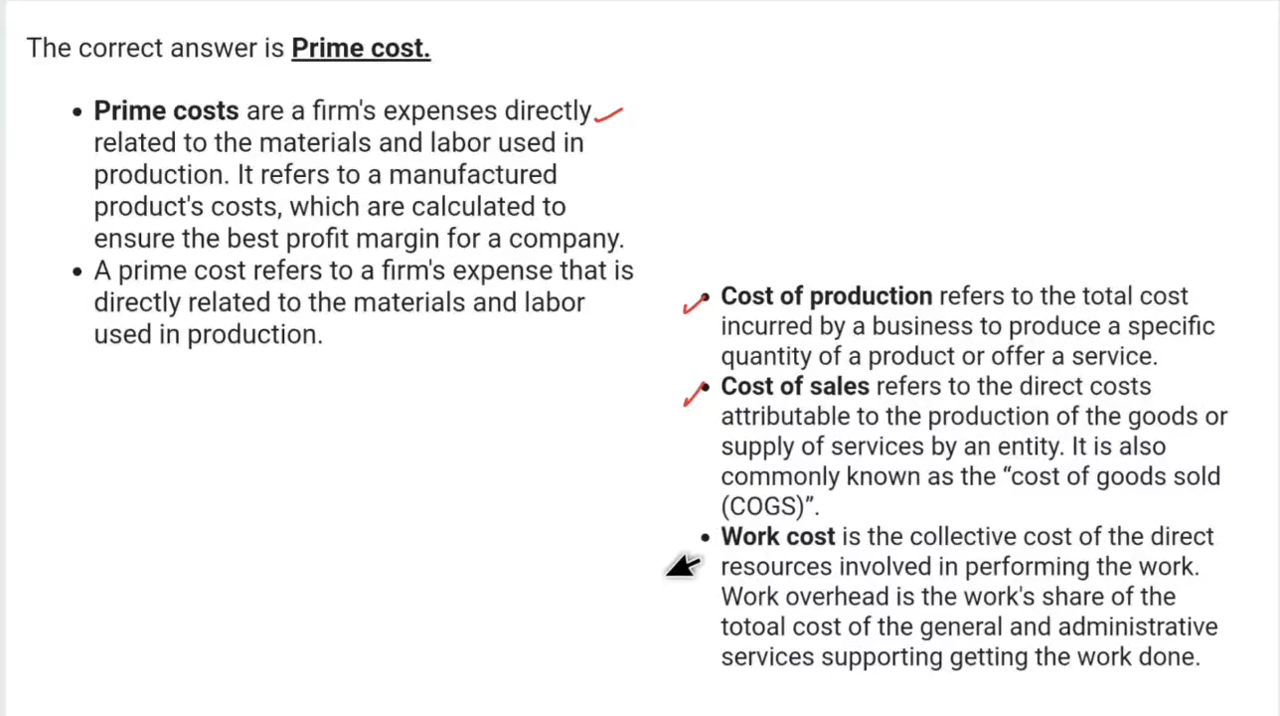 The correct answer is Prime cost.
• Prime costs are a firm's expenses directly
related to the materials and labor used in
production. It refers to a manufactured
product's costs, which are calculated to
ensure the best profit margin for a company.
• A prime cost refers to a firm's expense that is
directly related to the materials and labor
used in production.
• Cost of production refers to the total cost
incurred by a business to produce a specific
quantity of a product or offer a service.
• Cost of sales refers to the direct costs
attributable to the production of the goods or
supply of services by an entity. It is also
commonly known as the “cost of goods sold
(COGS)”.
• Work cost is the collective cost of the direct
resources involved in performing the work.
Work overhead is the work's share of the
totoal cost of the general and administrative
services supporting getting the work done.